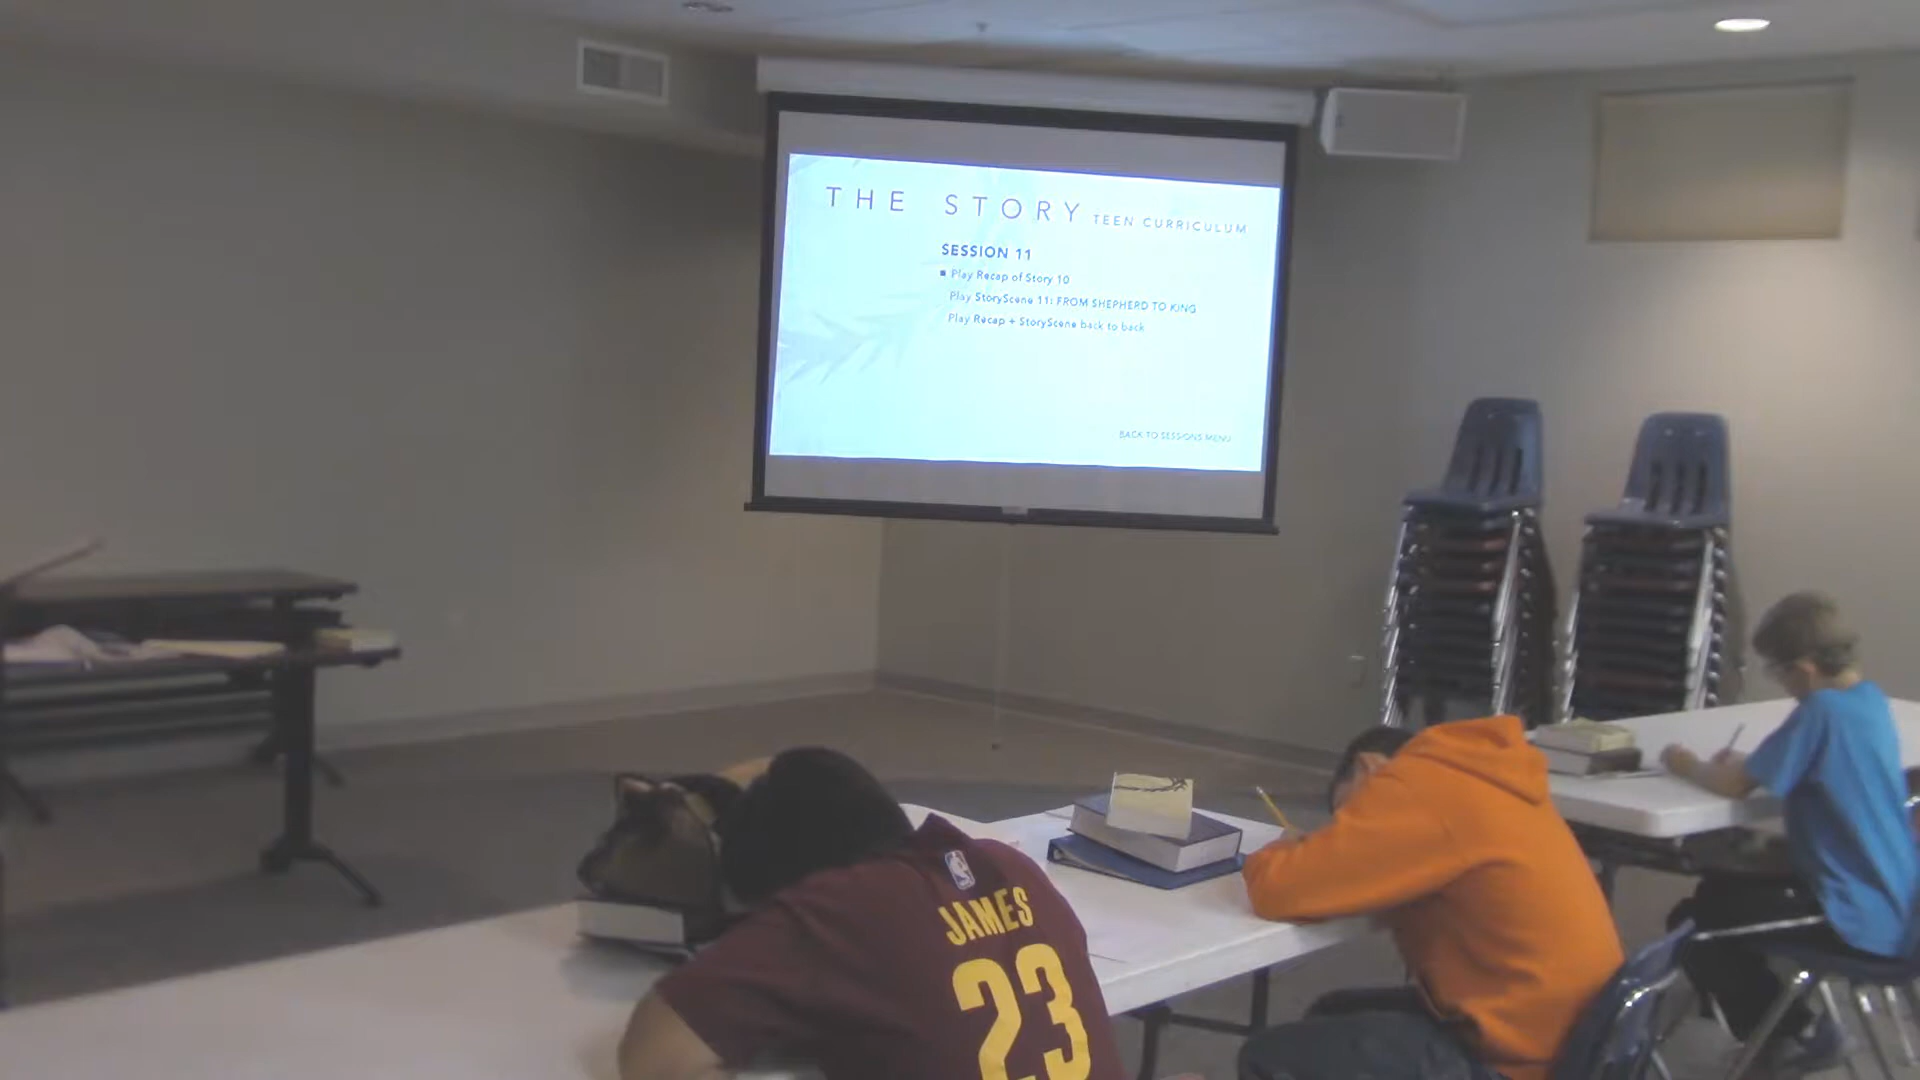 THE STORY TEEN CURRICULUM
SESSION 11
Play Recap of Story 10
Play StoryScene 11: FROM SHEPHERD TO KING
Play Recap + StoryScene back to back
BACK TO SESSIONS MENU
JAMES
23